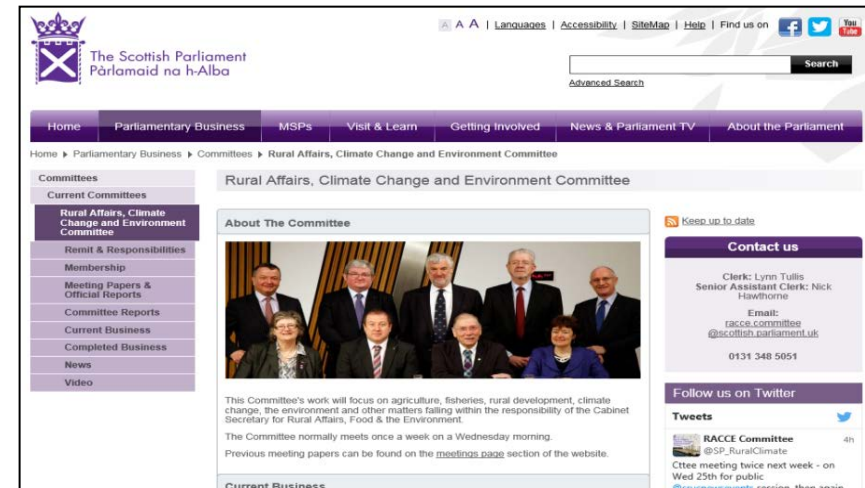 A A A | Languages | Accessibility | SiteMap | Help | Find us on
You
Tube
The Scottish Parliament
Pàrlamaid na h-Alba
Search
Advanced Search
Home Parliamentary Business MSPs Visit & Learn Getting Involved News & Parliament TV About the Parliament
Home Parliamentary Business Committees Rural Affairs, Climate Change and Environment Committee
Committees
Current Committees
Rural Affairs, Climate
Change and Environment
Committee
Remit & Responsibilities
Membership
Meeting Papers &
Official Reports
Committee Reports
Current Business
Completed Business
News
Video
Rural Affairs, Climate Change and Environment Committee
About The Committee
This Committee's work will focus on agriculture, fisheries, rural development, climate
change, the environment and other matters falling within the responsibility of the Cabinet
Secretary for Rural Affairs, Food & the Environment.
The Committee normally meets once a week on a Wednesday morning.
Previous meeting papers can be found on the meetings page section of the website.
Current Business
Keep up to date
Contact us
Clerk: Lynn Tullis
Senior Assistant Clerk: Nick
Hawthorne
Email:
racce.committee
@scottish.parliament.uk
0131 348 5051
Follow us on Twitter
Tweets
RACCE Committee 4h
@SP_RuralClimate
Cttee meeting twice next week - on
Wed 25th for public
session, then again